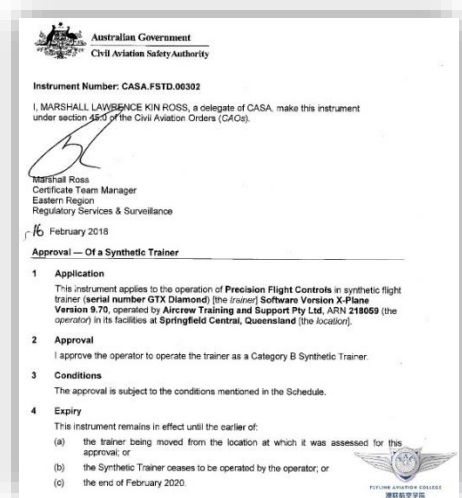 Australian Government
Civil Aviation Safety Authority
Instrument Number: CASA.FSTD.00302
I, MARSHALL LAWRENCE KIN ROSS, a delegate of CASA, make this instrument
under section 45.0 of the Civil Aviation Orders (CAOs).
Marshall Ross
Certificate Team Manager
Eastern Region
Regulatory Services & Surveillance
16 February 2018
Approval — Of a Synthetic Trainer
1 Application
This instrument applies to the operation of Precision Flight Controls in synthetic flight
trainer (serial number GTX Diamond) [the trainer] Software Version X-Plane
Version 9.70, operated by Aircrew Training and Support Pty Ltd, ARN 218059 (the
operator) in its facilities at Springfield Central, Queensland [the location].
2 Approval
I approve the operator to operate the trainer as a Category B Synthetic Trainer.
3 Conditions
The approval is subject to the conditions mentioned in the Schedule.
4 Expiry
This instrument remains in effect until the earlier of:
(a) the trainer being moved from the location at which it was assessed for this
approval; or
(b) the Synthetic Trainer ceases to be operated by the operator; or
(c) the end of February 2020.
AVIATION COLLEGE
航空学院